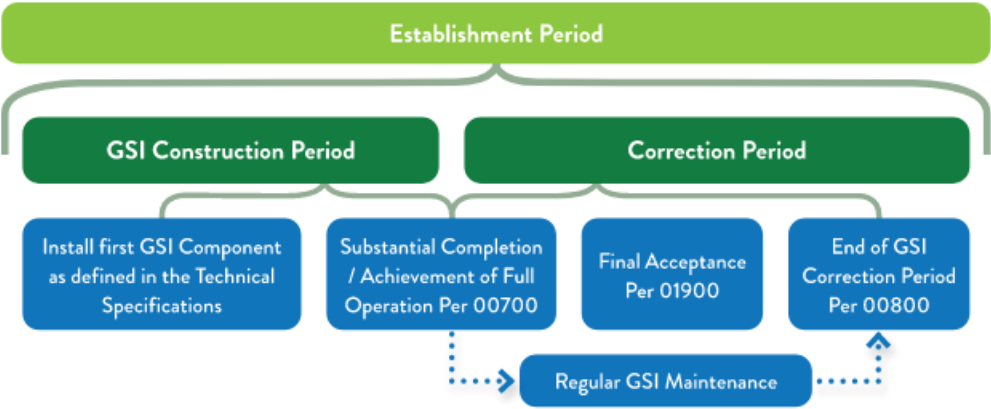 Establishment Period
GSI Construction Period
Correction Period
Install first GSI Component
as defined in the Technical
Specifications
Substantial Completion
/ Achievement of Full
Operation Per 00700
Final Acceptance
Per 01900
End of GSI
Correction Period
Per 00800
Regular GSI Maintenance